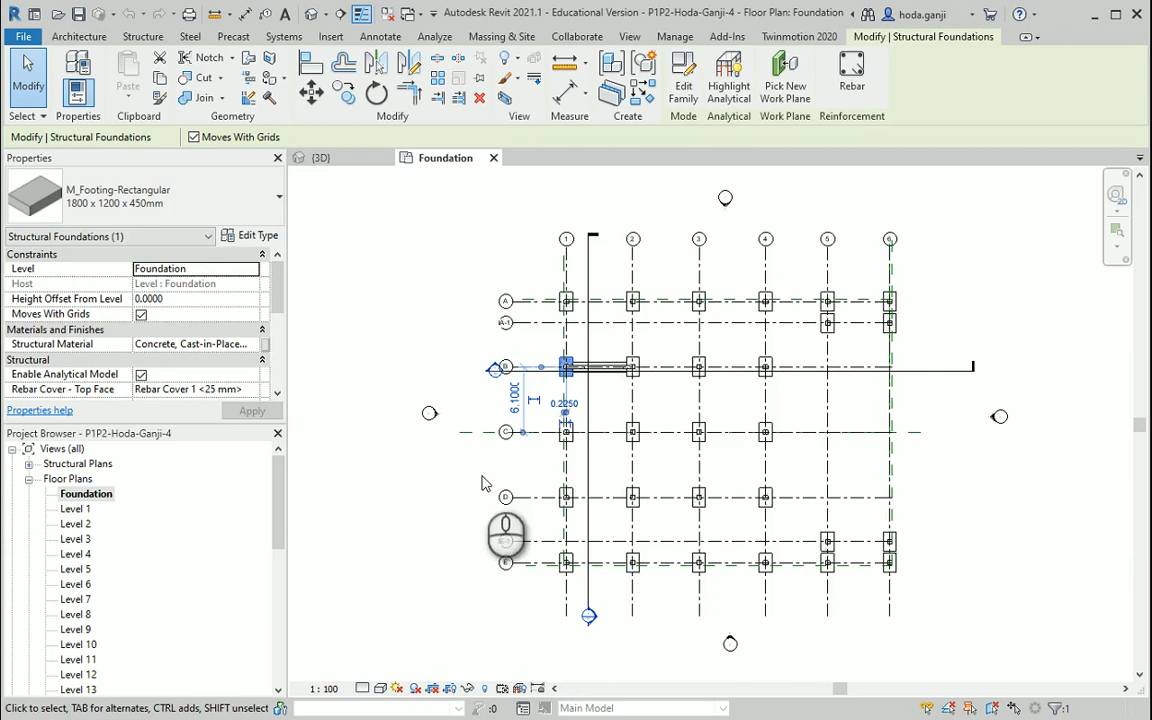 Autodesk Revit 2021.1 - Educational Version - P1P2-Hoda-Ganji-4 - Floor Plan: Foundation
hoda.ganji
File Architecture Structure Steel Precast Systems Insert Annotate Analyze Massing & Site Collaborate View Manage Add-Ins Twinmotion 2020 Modify | Structural Foundations
Modify
Paste
Notch
Cut
Join
Edit
Family
Highlight
Analytical
Pick New
Work Plane
Rebar
Select Properties Clipboard Geometry Modify View Measure Create Mode Analytical Work Plane Reinforcement
Modify | Structural Foundations Moves With Grids
Properties
{3D} Foundation
M_Footing-Rectangular
1800 x 1200 x 450mm
Structural Foundations (1) Edit Type
Constraints
Level Foundation
Host Level : Foundation
Height Offset From Level 0.0000
Moves With Grids
Materials and Finishes
Structural Material Concrete, Cast-in-Place...
Structural
Enable Analytical Model
Rebar Cover - Top Face Rebar Cover 1 <25 mm>
Properties help Apply
Project Browser - P1P2-Hoda-Ganji-4
Views (all)
Structural Plans
Floor Plans
Foundation
Level 1
Level 2
Level 3
Level 4
Level 5
Level 6
Level 7
Level 8
Level 9
Level 10
Level 11
Level 12
Level 13
1 2 3 4 5 6
A
B
6.1000
0.2250
C
D
E
1 : 100
Click to select, TAB for alternates, CTRL adds, SHIFT unselect :0 Main Model :1